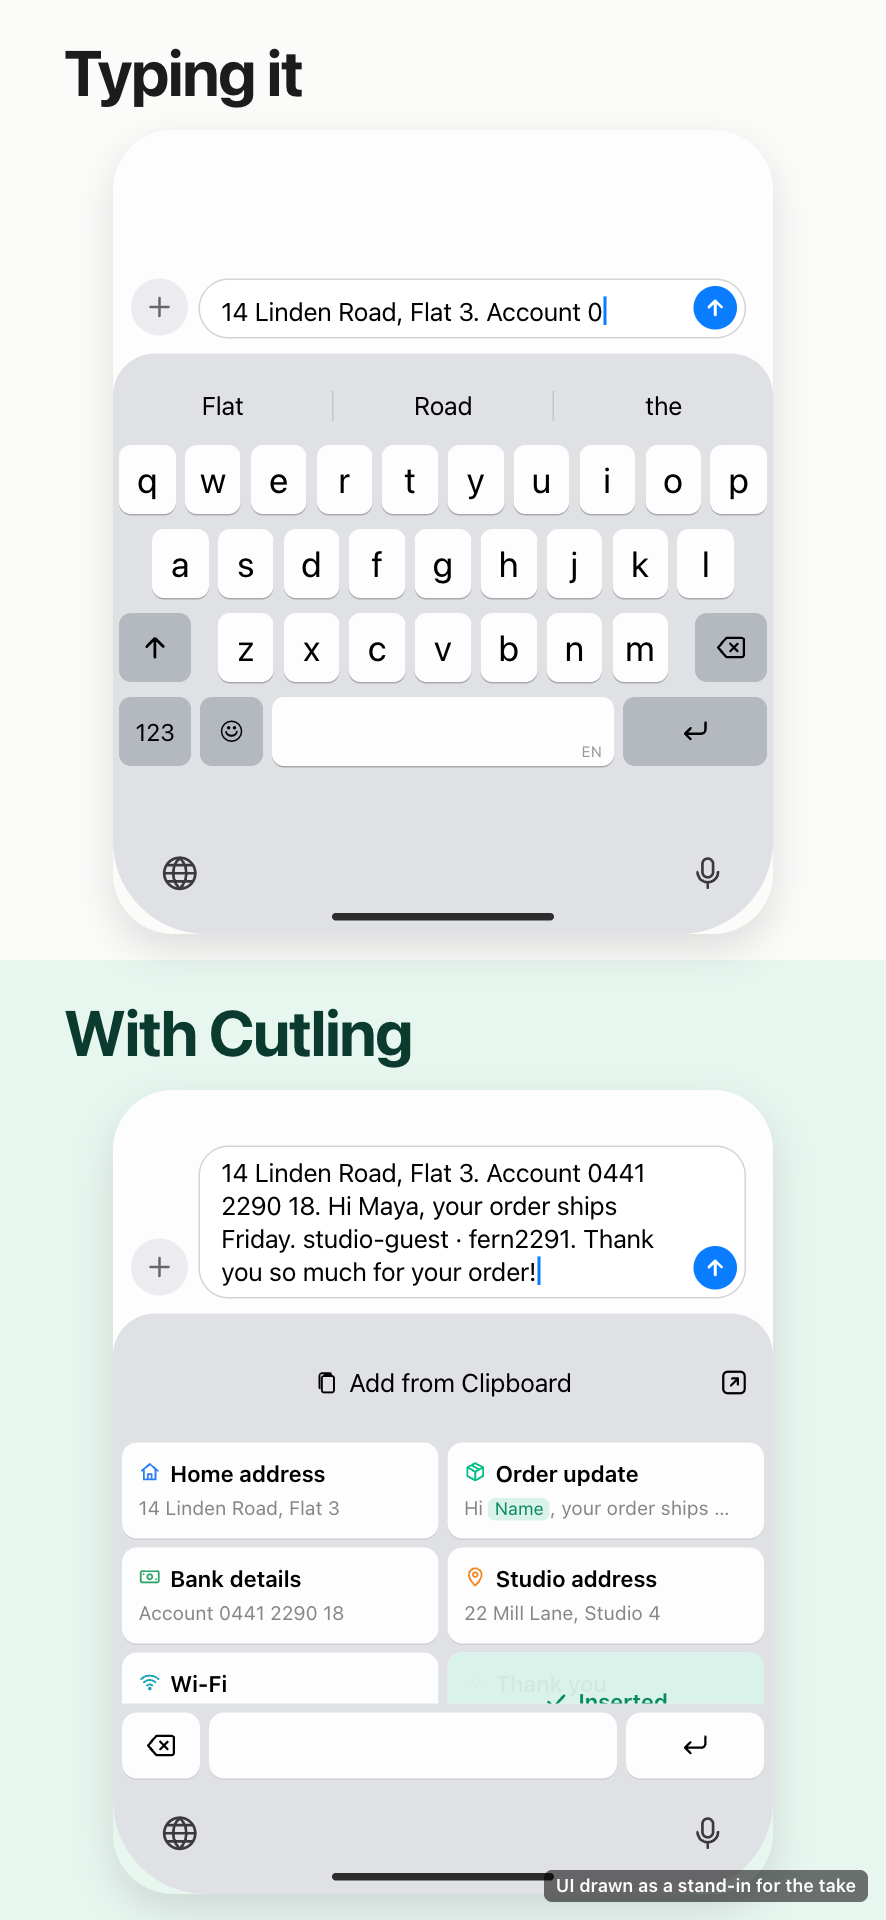 Typing it
14 Linden Road, Flat 3. Account 0
Flat
Road
the
q w e r t y u i o p
a s d f g h j k l
z x c v b n m
123
EN
With Cutling
14 Linden Road, Flat 3. Account 0441
2290 18. Hi Maya, your order ships
Friday. studio-guest · fern2291. Thank
you so much for your order!
Add from Clipboard
Home address
14 Linden Road, Flat 3
Order update
Hi Name, your order ships ...
Bank details
Account 0441 2290 18
Studio address
22 Mill Lane, Studio 4
Wi-Fi
Thank you
Inserted
UI drawn as a stand-in for the take